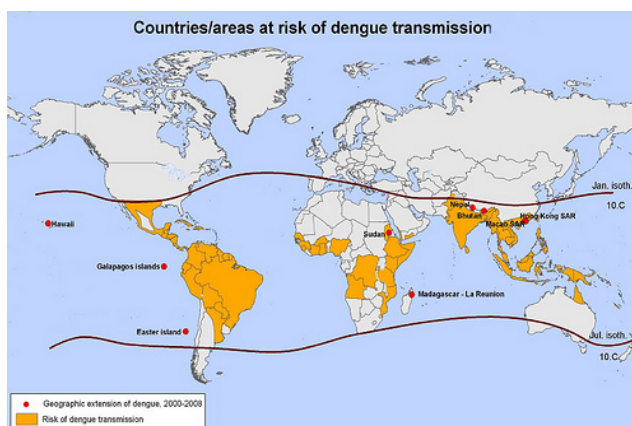 Countries/areas at risk of dengue transmission
Jan. isoth.
10.C
Nepal
Bhutan
Hong Kong SAR
Macao SAR
Hawaii
Sudan
Galapagos islands
Madagascar - La Reunion
Easter island
Jul. isoth.
10.C
Geographic extension of dengue, 2000-2008
Risk of dengue transmission